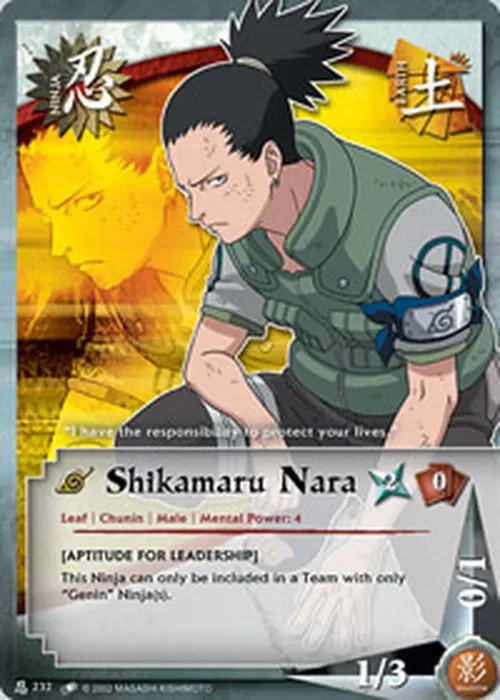 忍
NINJA
EARTH
土
"I have the responsibility to protect your lives."
Shikamaru Nara 2 0
Leaf | Chunin | Male | Mental Power: 4
[APTITUDE FOR LEADERSHIP]
This Ninja can only be included in a Team with only
"Genin" Ninja(s).
0/1
1/3
影
232 © 2002 MASASHI KISHIMOTO